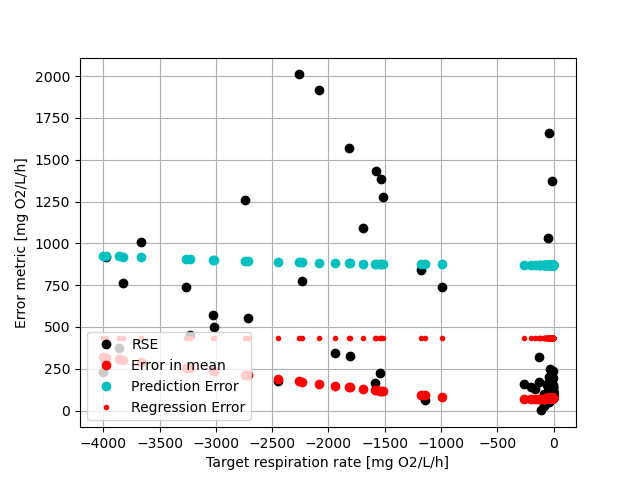 2000
1750
1500
1250
1000
750
500
250
0
Error metric [mg O2/L/h]
RSE
Error in mean
Prediction Error
Regression Error
−4000 −3500 −3000 −2500 −2000 −1500 −1000 −500 0
Target respiration rate [mg O2/L/h]